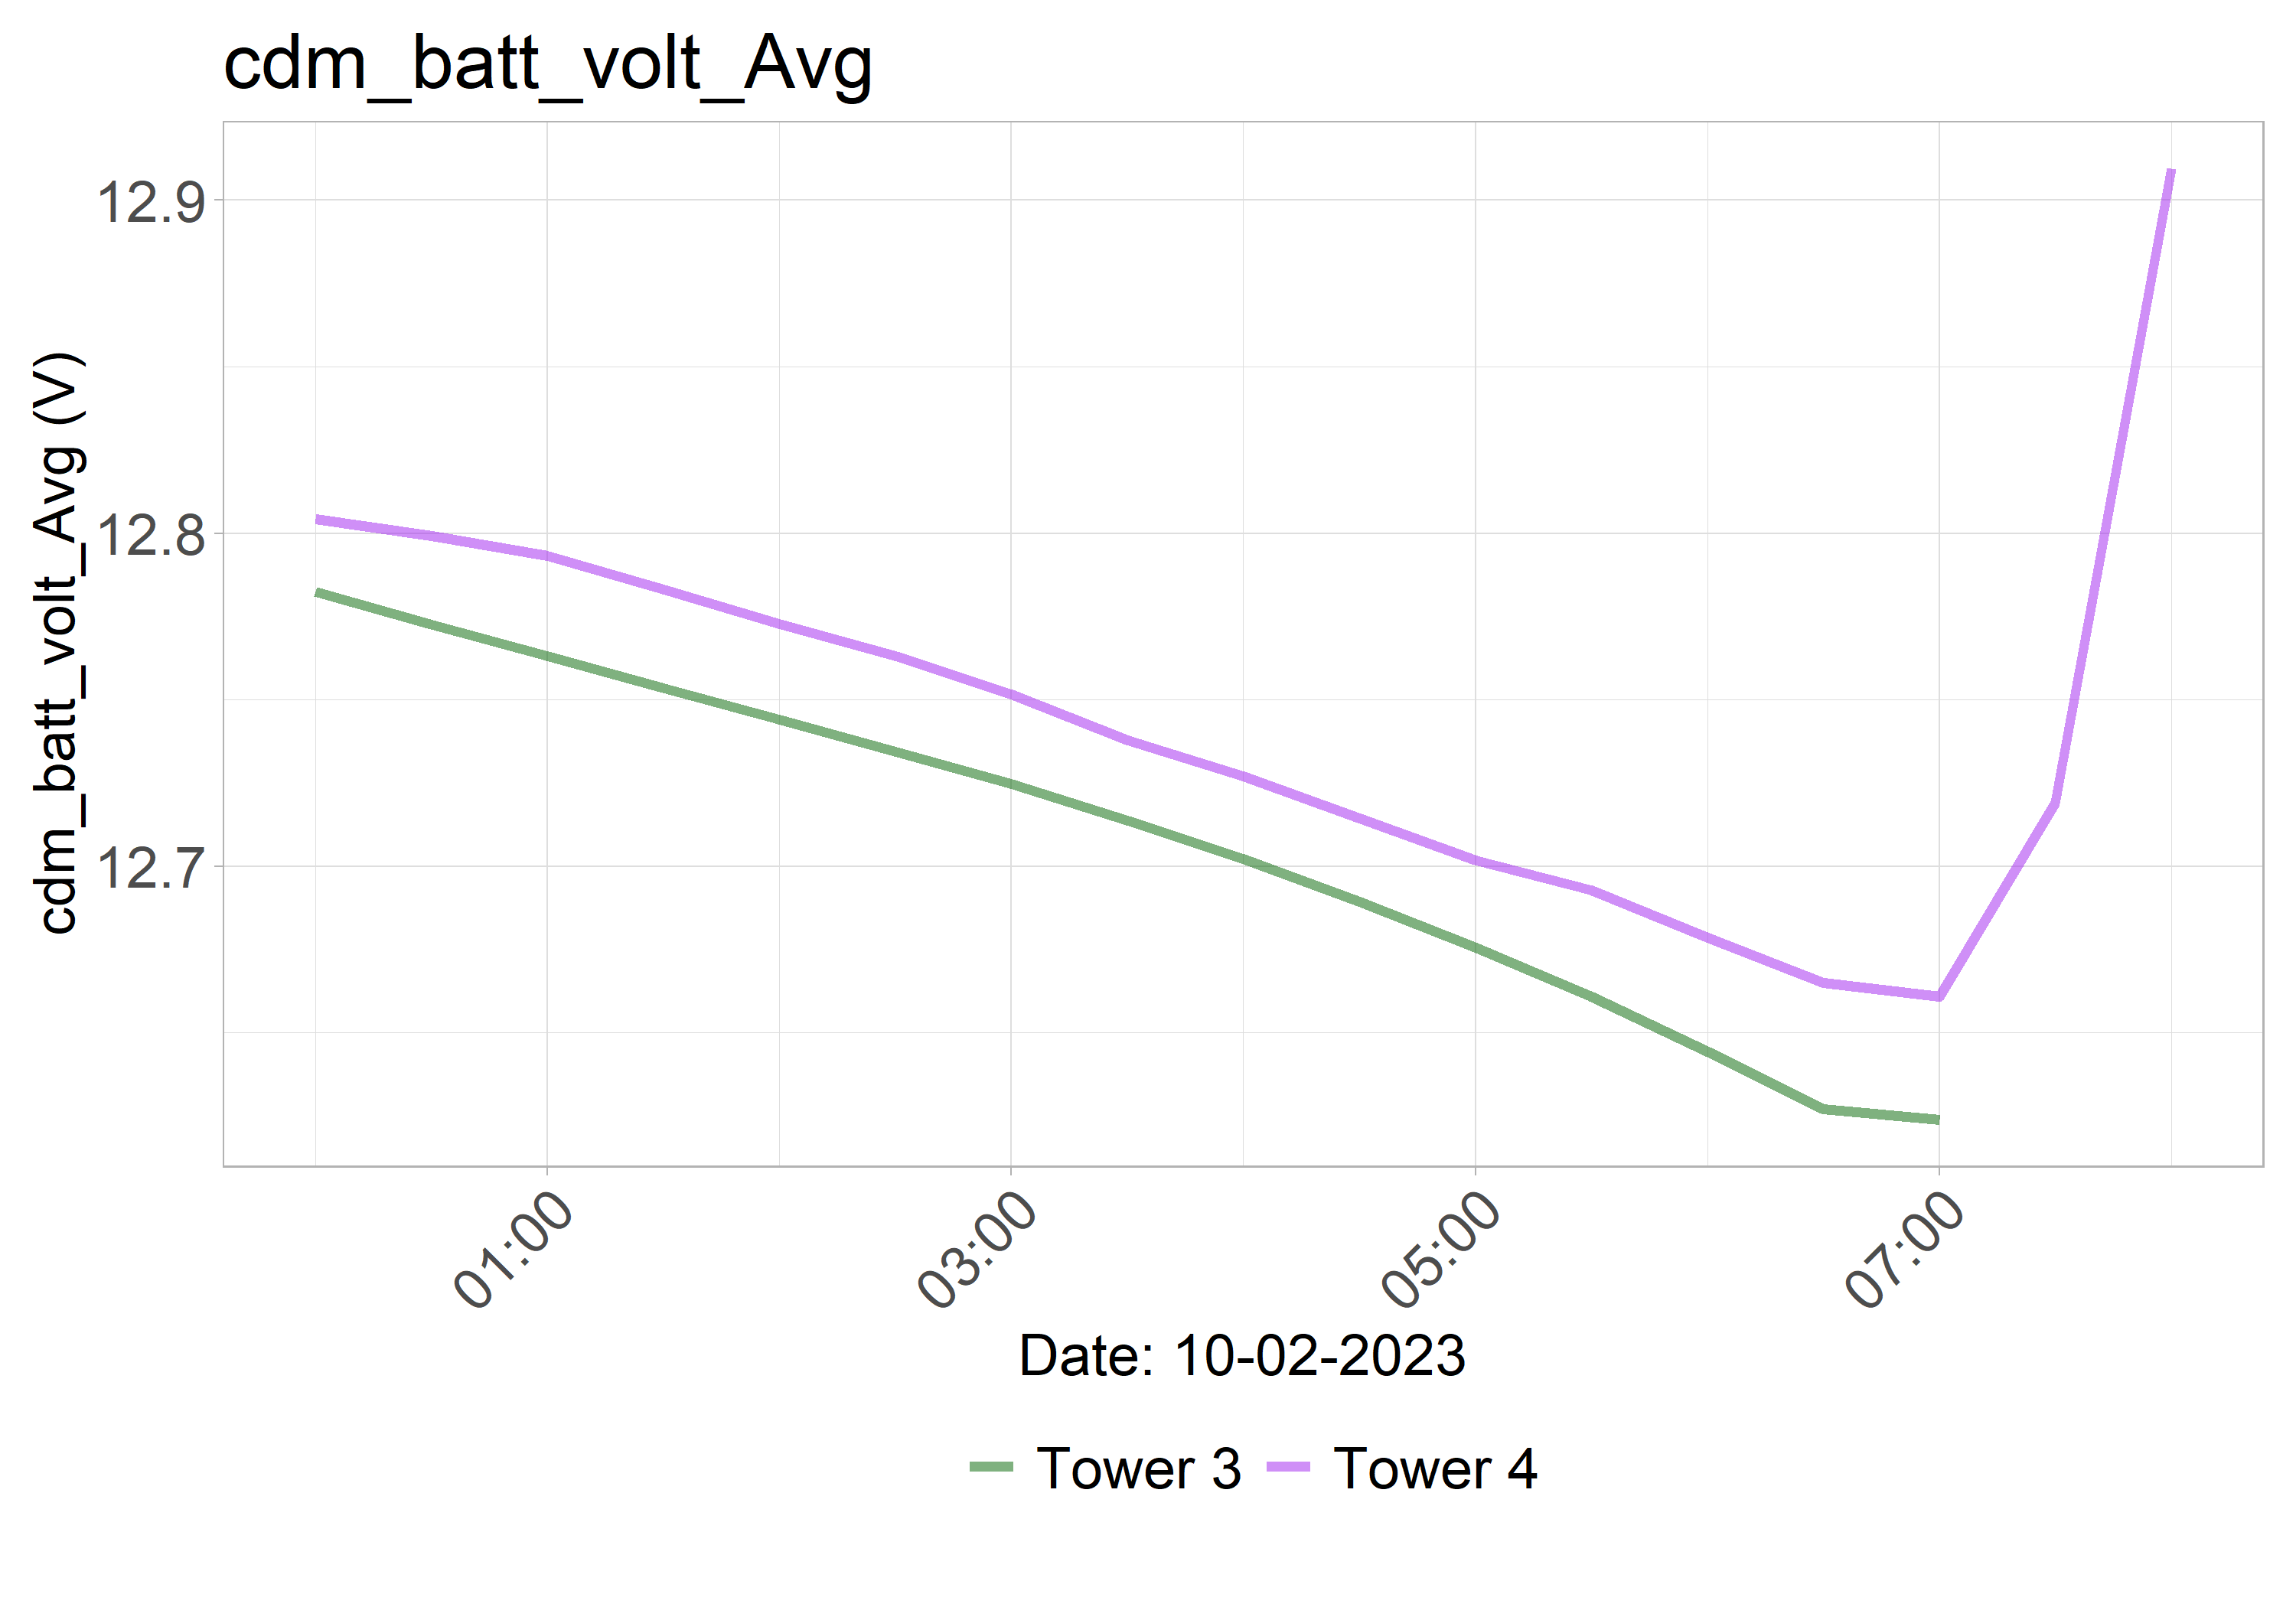 cdm_batt_volt_Avg
cdm_batt_volt_Avg (V)
12.9
12.8
12.7
01:00
03:00
05:00
07:00
Date: 10-02-2023
Tower 3
Tower 4